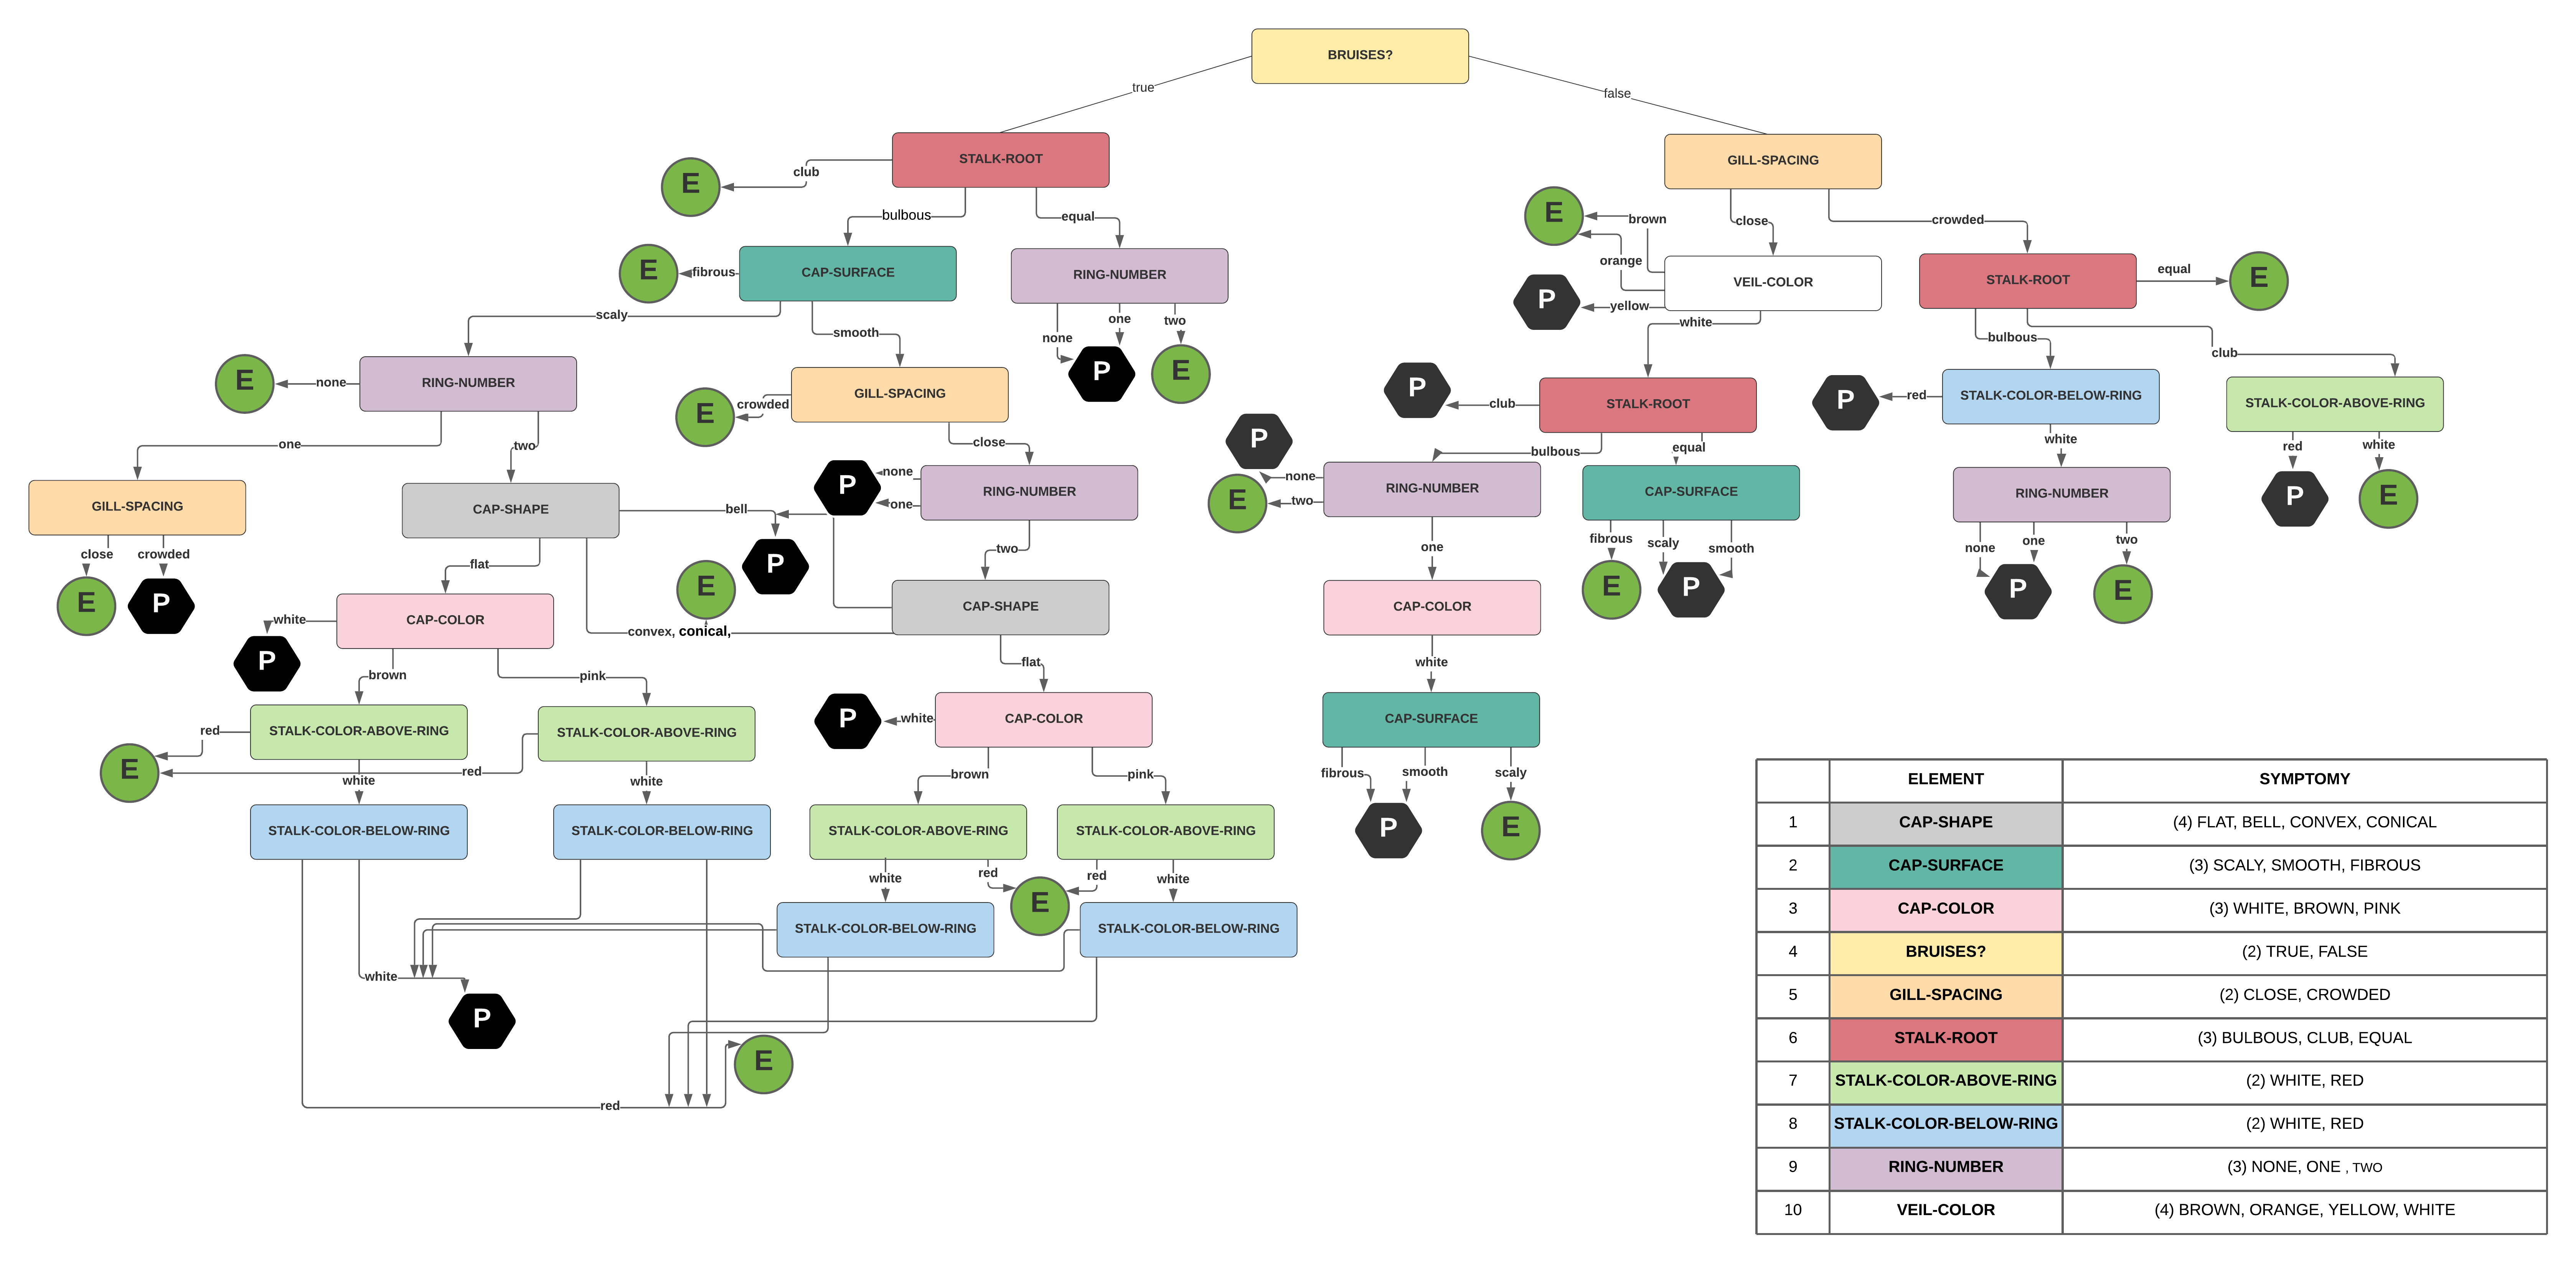 BRUISES?
true
false
STALK-ROOT
GILL-SPACING
club
E
bulbous
equal
E
brown
close
crowded
orange
E
fibrous
CAP-SURFACE
RING-NUMBER
VEIL-COLOR
STALK-ROOT
equal
E
P
yellow
scaly
smooth
none
one
two
white
bulbous
club
E
none
RING-NUMBER
E
crowded
GILL-SPACING
P
E
P
club
STALK-ROOT
P
red
STALK-COLOR-BELOW-RING
STALK-COLOR-ABOVE-RING
one
two
close
P
bulbous
equal
white
red
white
GILL-SPACING
CAP-SHAPE
bell
P
none
one
RING-NUMBER
E
none
two
RING-NUMBER
CAP-SURFACE
RING-NUMBER
P
E
close
crowded
flat
P
two
one
fibrous
scaly
smooth
none
one
two
E
P
CAP-COLOR
E
convex, conical,
CAP-SHAPE
CAP-COLOR
E
P
P
E
white
P
brown
pink
flat
white
red
STALK-COLOR-ABOVE-RING
STALK-COLOR-ABOVE-RING
P
white
CAP-COLOR
CAP-SURFACE
E
white
red
white
brown
pink
fibrous
smooth
scaly
STALK-COLOR-BELOW-RING
STALK-COLOR-BELOW-RING
STALK-COLOR-ABOVE-RING
STALK-COLOR-ABOVE-RING
P
E
white
red
red
white
E
STALK-COLOR-BELOW-RING
STALK-COLOR-BELOW-RING
white
P
E
red
ELEMENT SYMPTOMY
1 CAP-SHAPE (4) FLAT, BELL, CONVEX, CONICAL
2 CAP-SURFACE (3) SCALY, SMOOTH, FIBROUS
3 CAP-COLOR (3) WHITE, BROWN, PINK
4 BRUISES? (2) TRUE, FALSE
5 GILL-SPACING (2) CLOSE, CROWDED
6 STALK-ROOT (3) BULBOUS, CLUB, EQUAL
7 STALK-COLOR-ABOVE-RING (2) WHITE, RED
8 STALK-COLOR-BELOW-RING (2) WHITE, RED
9 RING-NUMBER (3) NONE, ONE , TWO
10 VEIL-COLOR (4) BROWN, ORANGE, YELLOW, WHITE